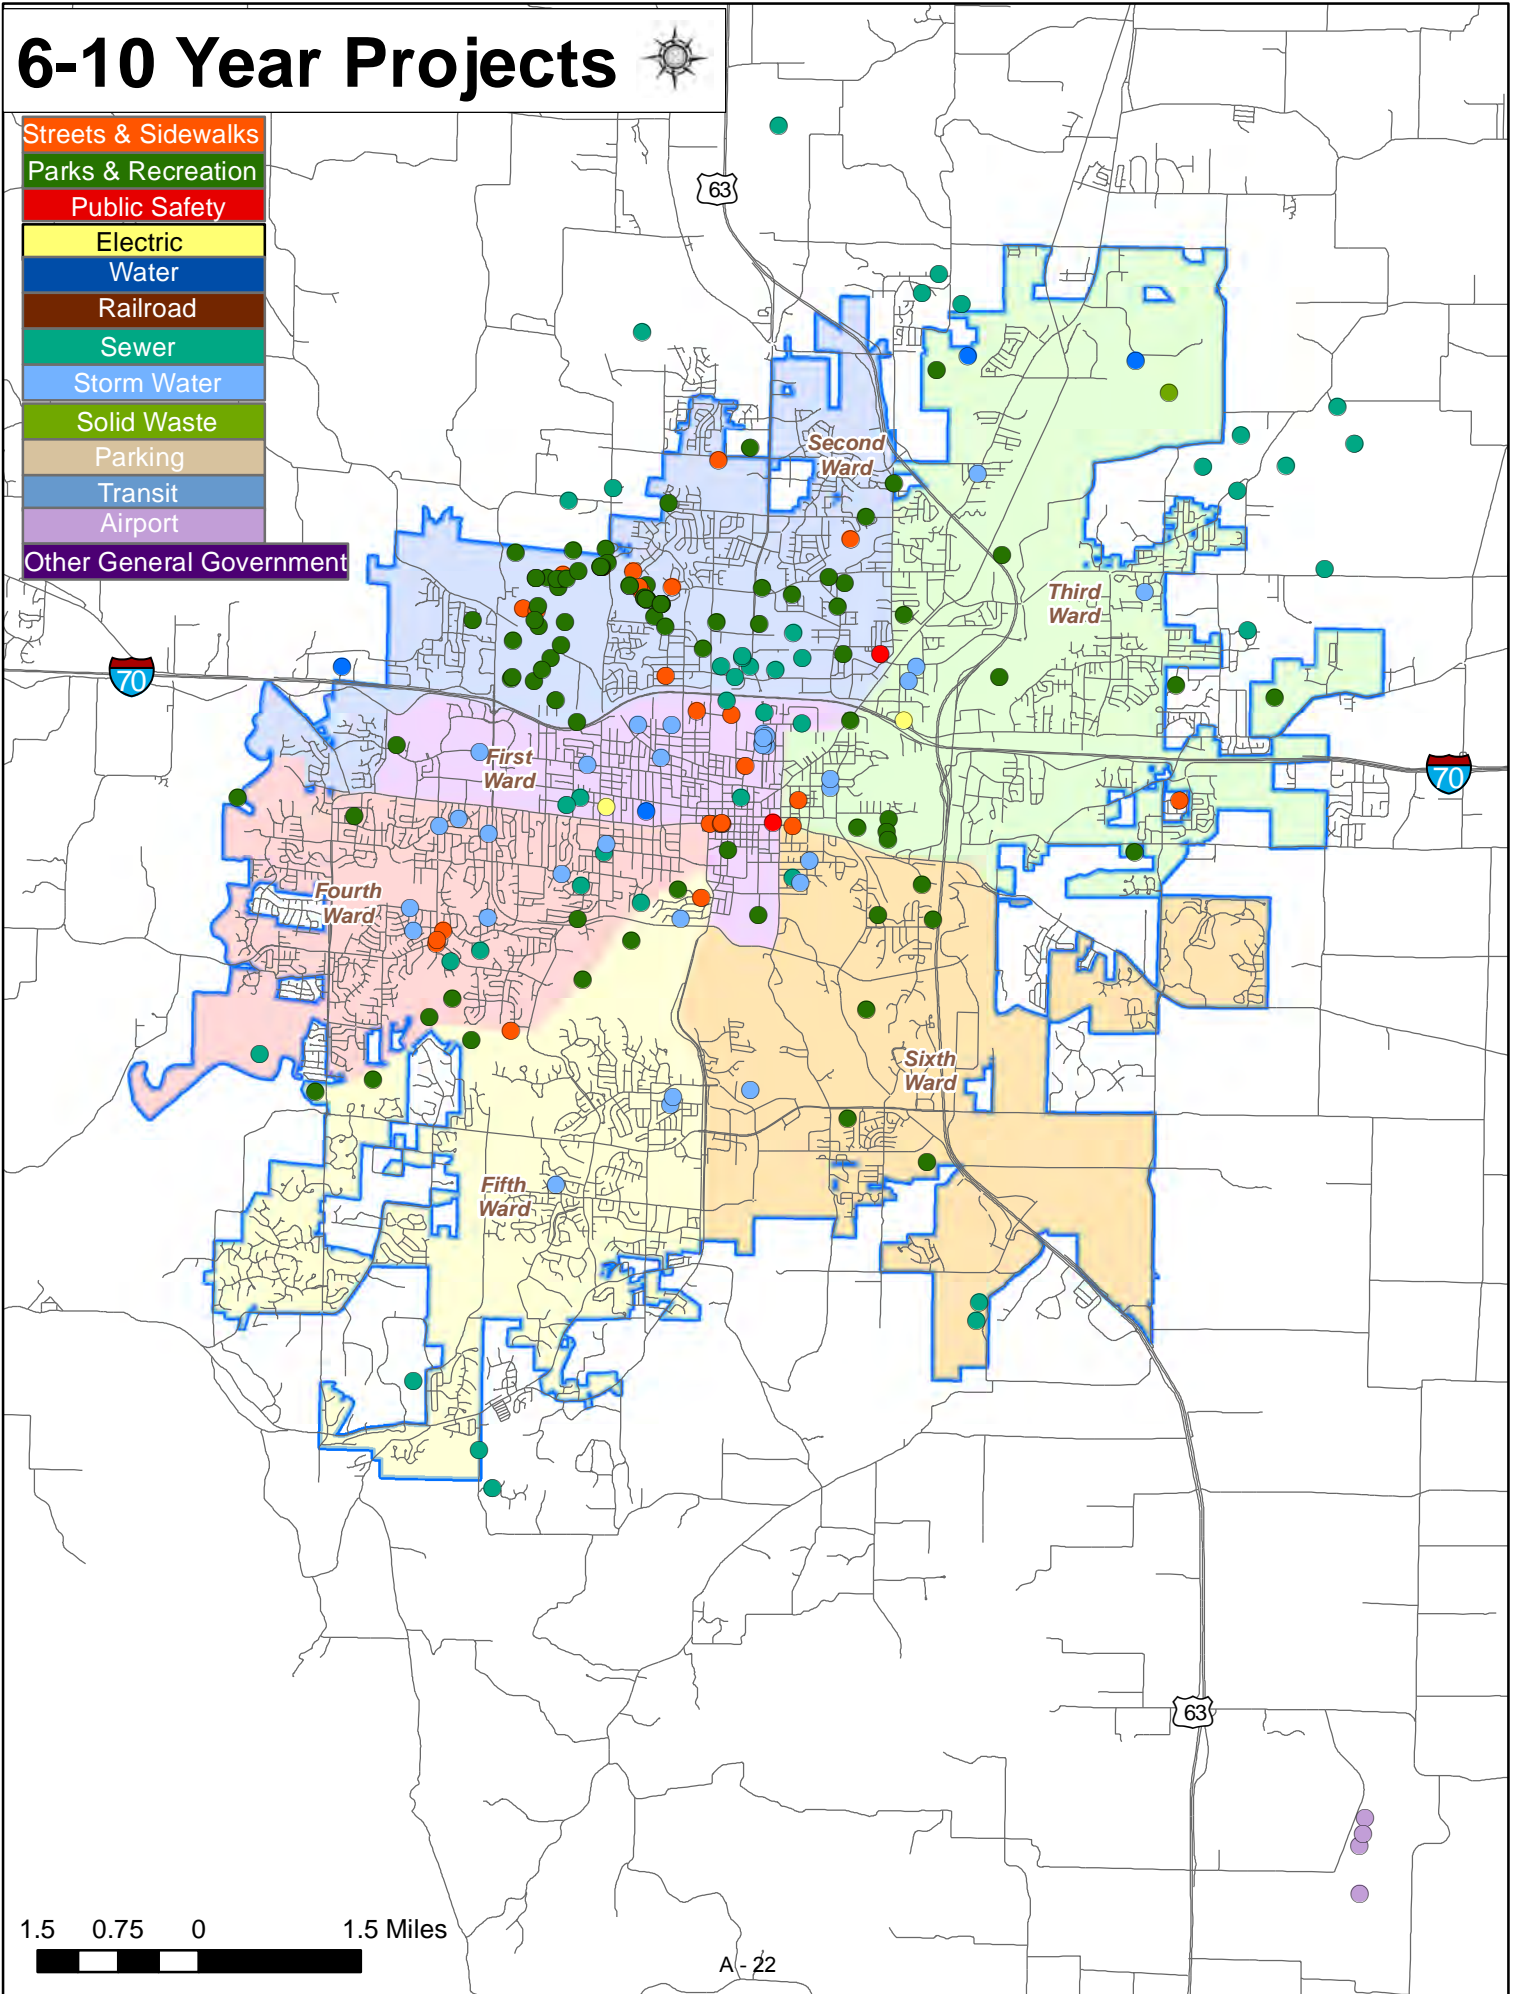 6-10 Year Projects
Streets & Sidewalks
Parks & Recreation
Public Safety
Electric
Water
Railroad
Sewer
Storm Water
Solid Waste
Parking
Transit
Airport
Other General Government
63
Second
Ward
Third
Ward
70
First
Ward
70
Fourth
Ward
Sixth
Ward
Fifth
Ward
63
1.5 0.75 0 1.5 Miles
A - 22